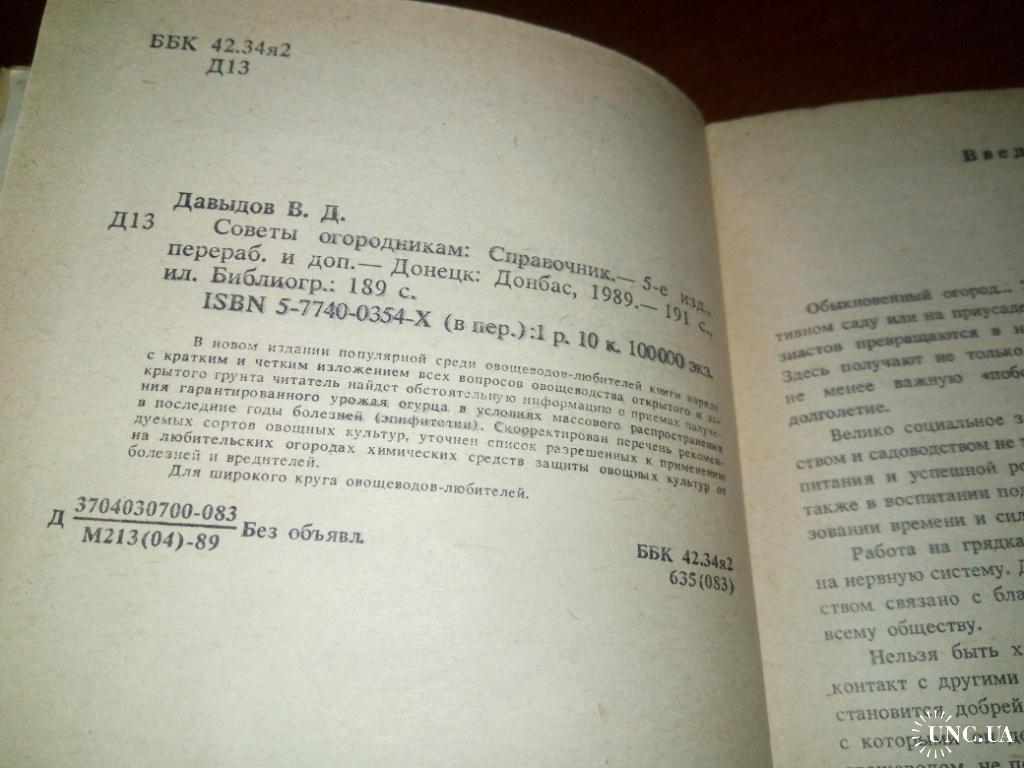 ББК 42.34я2
Д13
Давыдов В. Д.
Д13 Советы огородникам: Справочник.— 5-е изд.,
перераб. и доп.— Донецк: Донбас, 1989.— 191 с.,
ил. Библиогр.: 189 с.
ISBN 5-7740-0354-X (в пер.):1 р. 10 к. 100000 экз.
В новом издании популярной среди овощеводов-любителей книги наряду
с кратким и четким изложением всех вопросов овощеводства открытого и за-
крытого грунта читатель найдет обстоятельную информацию о приемах получе-
ния гарантированного урожая огурца в условиях массового распространения
в последние годы болезней (эпифитотии). Скорректирован перечень рекомен-
дуемых сортов овощных культур, уточнен список разрешенных к применению
на любительских огородах химических средств защиты овощных культур от
болезней и вредителей.
Для широкого круга овощеводов-любителей.
Д 3704030700-083
М213(04)-89 Без объявл.
ББК 42.34я2
635(083)
Введ
Обыкновенный огород...
тивном саду или на приусаде
зиастов превращаются в н
Здесь получают не только
не менее важную «побо
долголетие.
Велико социальное з
ством и садоводством не т
питания и успешной ре
также в воспитании под
зовании времени и сил
Работа на грядка
на нервную систему. Д
ством связано с бла
всему обществу.
Нельзя быть х
контакт с другими
становится добрей
с которыми
не по
UNC.UA